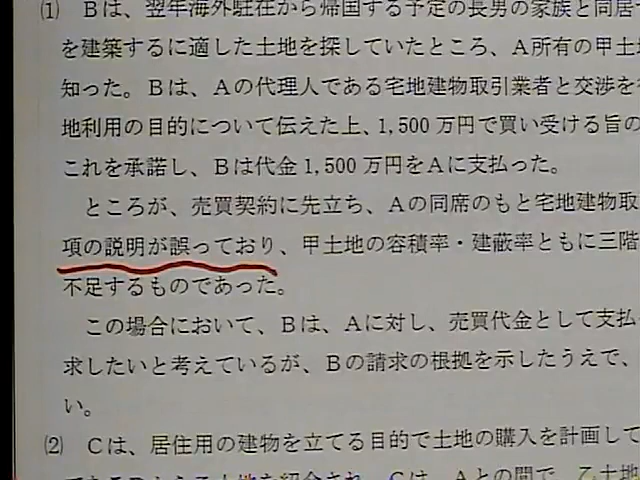 (1) Bは、翌年海外駐在から帰国する予定の長男の家族と同居
を建築するに適した土地を探していたところ、A所有の甲土
知った。Bは、Aの代理人である宅地建物取引業者と交渉を
地利用の目的について伝えた上、1,500万円で買い受ける旨の
これを承諾し、Bは代金1,500万円をAに支払った。
ところが、売買契約に先立ち、Aの同席のもと宅地建物取
項の説明が誤っており、甲土地の容積率・建蔽率ともに三階
不足するものであった。
この場合において、Bは、Aに対し、売買代金として支払
求したいと考えているが、Bの請求の根拠を示したうえで、
い。
(2) Cは、居住用の建物を立てる目的で土地の購入を計画して